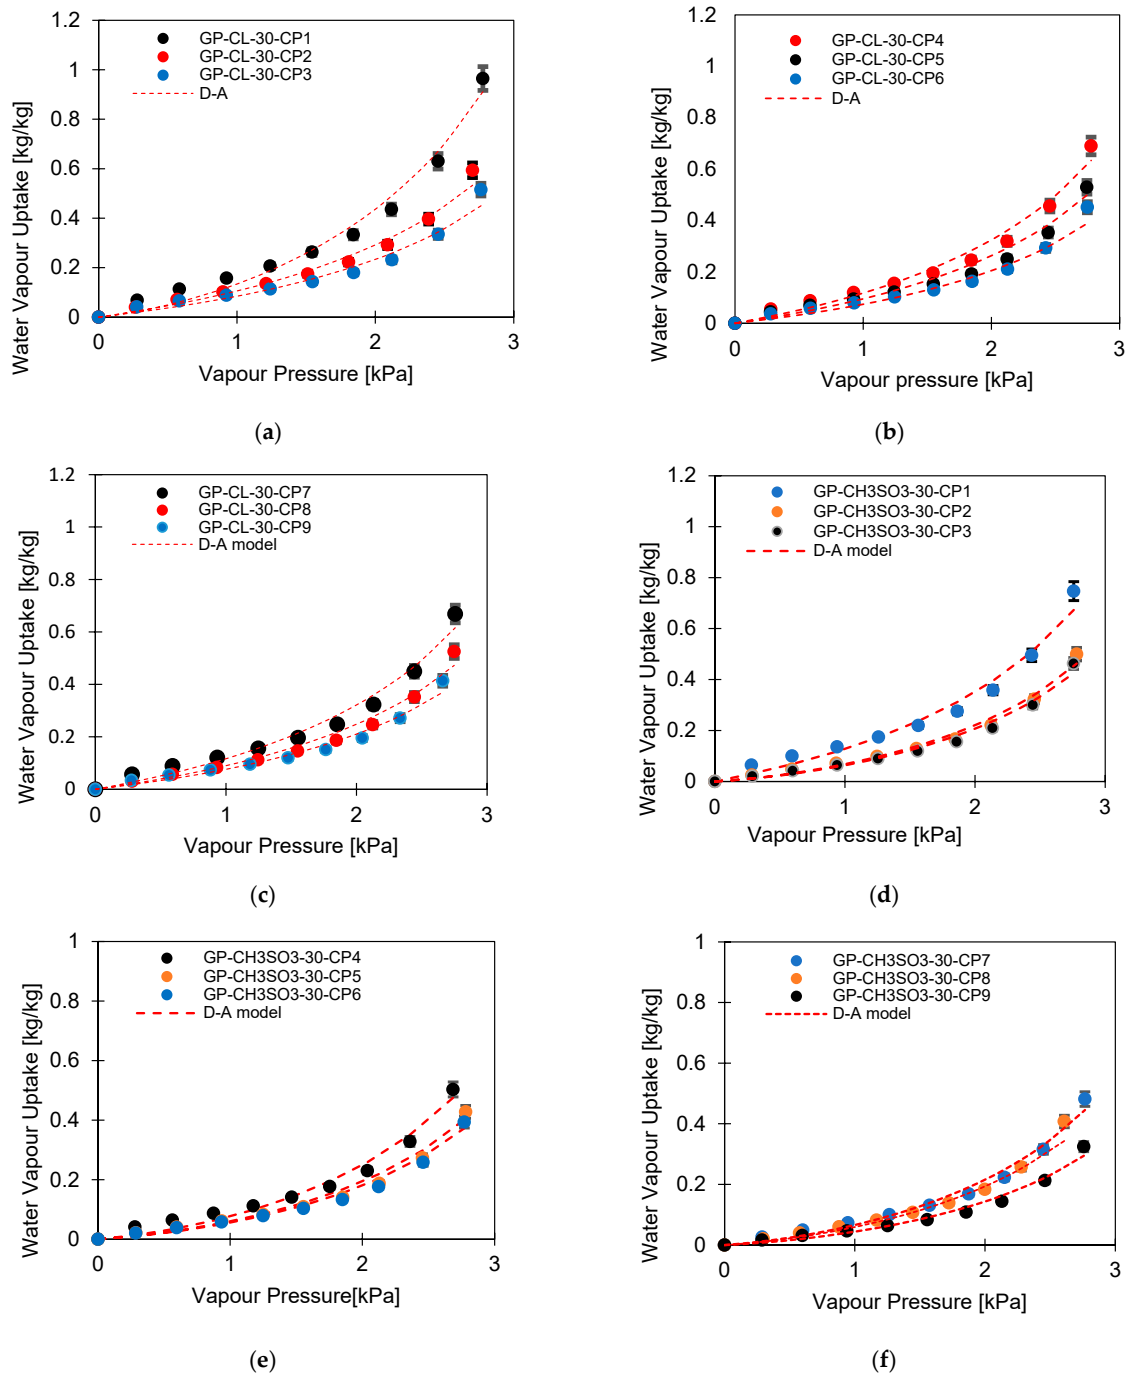 1.2
1
0.8
0.6
0.4
0.2
0
0 1 2 3
Water Vapour Uptake [kg/kg]
Vapour Pressure [kPa]
GP-CL-30-CP1
GP-CL-30-CP2
GP-CL-30-CP3
D-A
(a)
1.2
1
0.8
0.6
0.4
0.2
0
0 1 2 3
Water Vapour Uptake [kg/kg]
Vapour pressure [kPa]
GP-CL-30-CP4
GP-CL-30-CP5
GP-CL-30-CP6
D-A
(b)
1.2
1
0.8
0.6
0.4
0.2
0
0 1 2 3
Water Vapour Uptake [kg/kg]
Vapour Pressure [kPa]
GP-CL-30-CP7
GP-CL-30-CP8
GP-CL-30-CP9
D-A model
(c)
1.2
1
0.8
0.6
0.4
0.2
0
0 1 2 3
Water Vapour Uptake [kg/kg]
Vapour Pressure [kPa]
GP-CH3SO3-30-CP1
GP-CH3SO3-30-CP2
GP-CH3SO3-30-CP3
D-A model
(d)
1
0.8
0.6
0.4
0.2
0
0 1 2 3
Water Vapour Uptake [kg/kg]
Vapour Pressure[kPa]
GP-CH3SO3-30-CP4
GP-CH3SO3-30-CP5
GP-CH3SO3-30-CP6
D-A model
(e)
1
0.8
0.6
0.4
0.2
0
0 1 2 3
Water Vapour Uptake [kg/kg]
Vapour Pressure [kPa]
GP-CH3SO3-30-CP7
GP-CH3SO3-30-CP8
GP-CH3SO3-30-CP9
D-A model
(f)